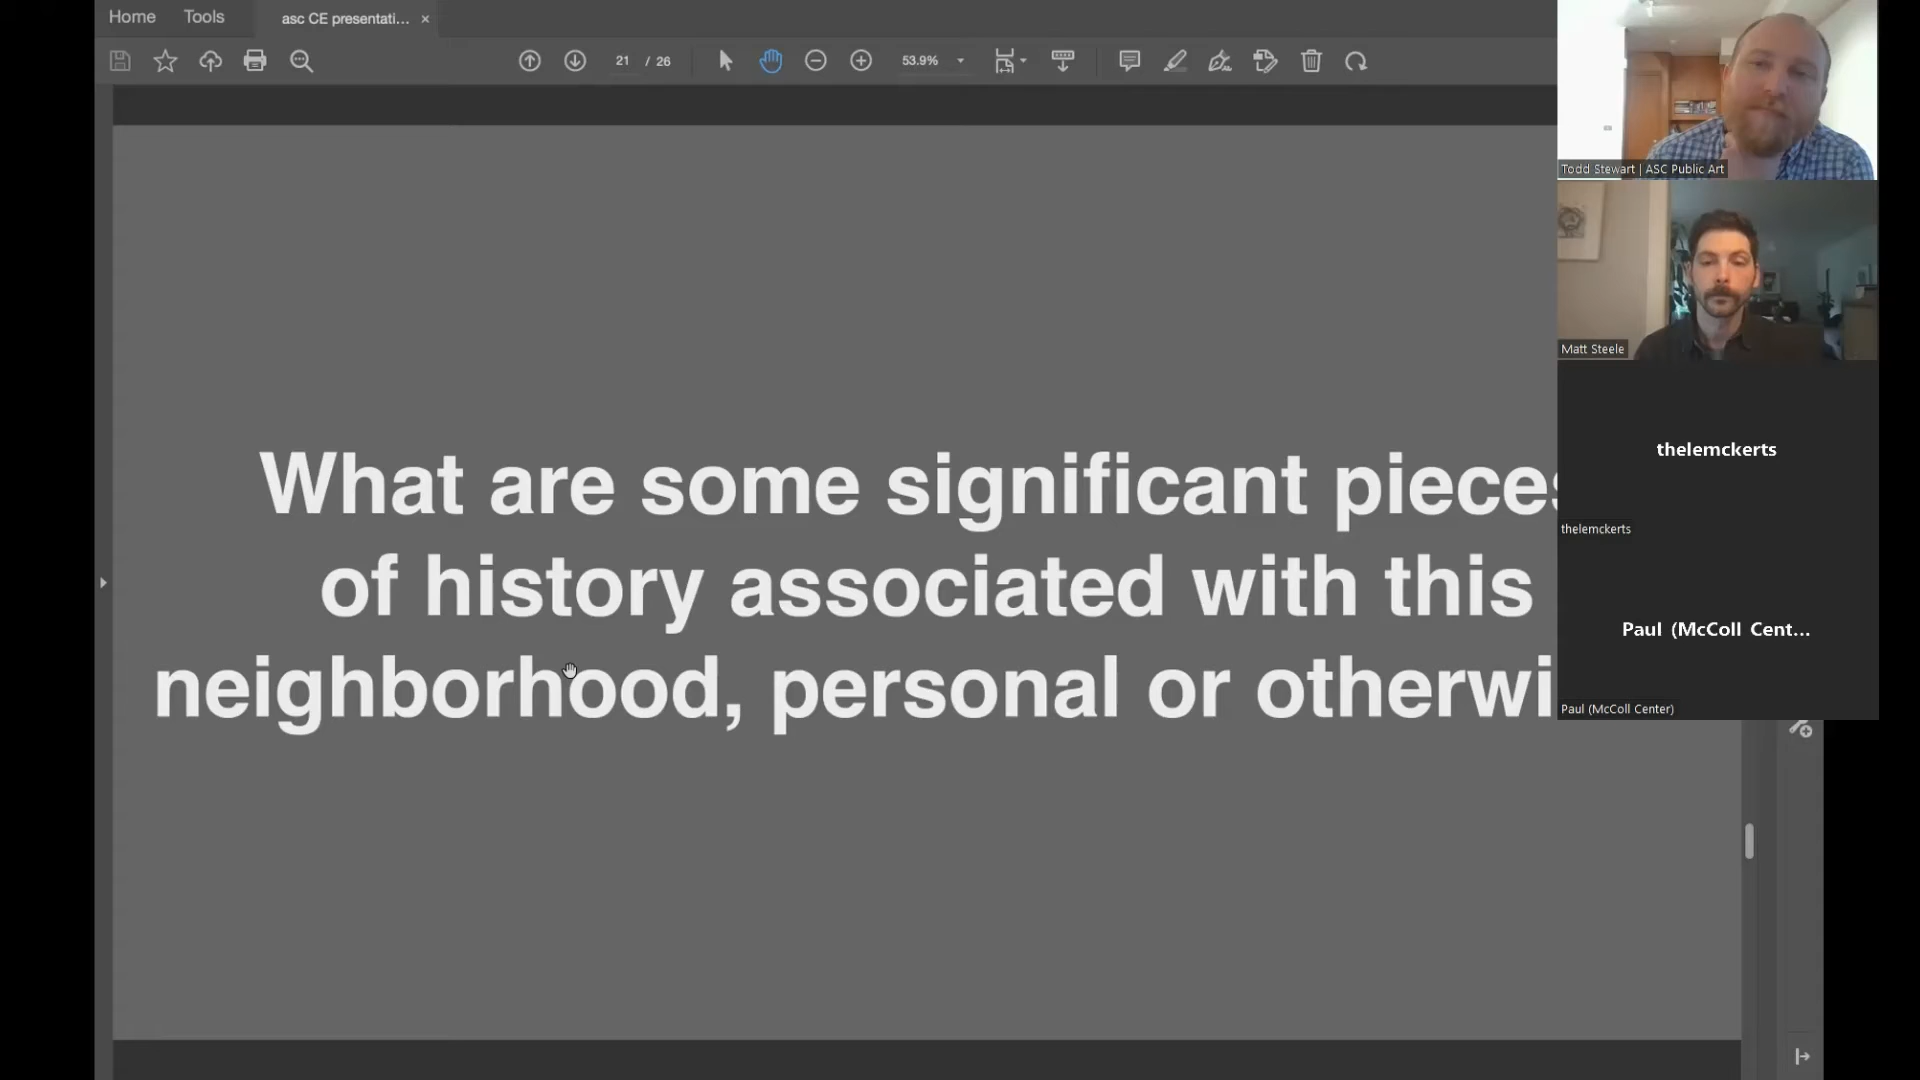 Home Tools asc CE presentati... ×
21 / 26 53.9%
What are some significant pieces
of history associated with this
neighborhood, personal or otherwi
Todd Stewart | ASC Public Art
Matt Steele
thelemckerts
thelemckerts
Paul (McColl Cent...
Paul (McColl Center)